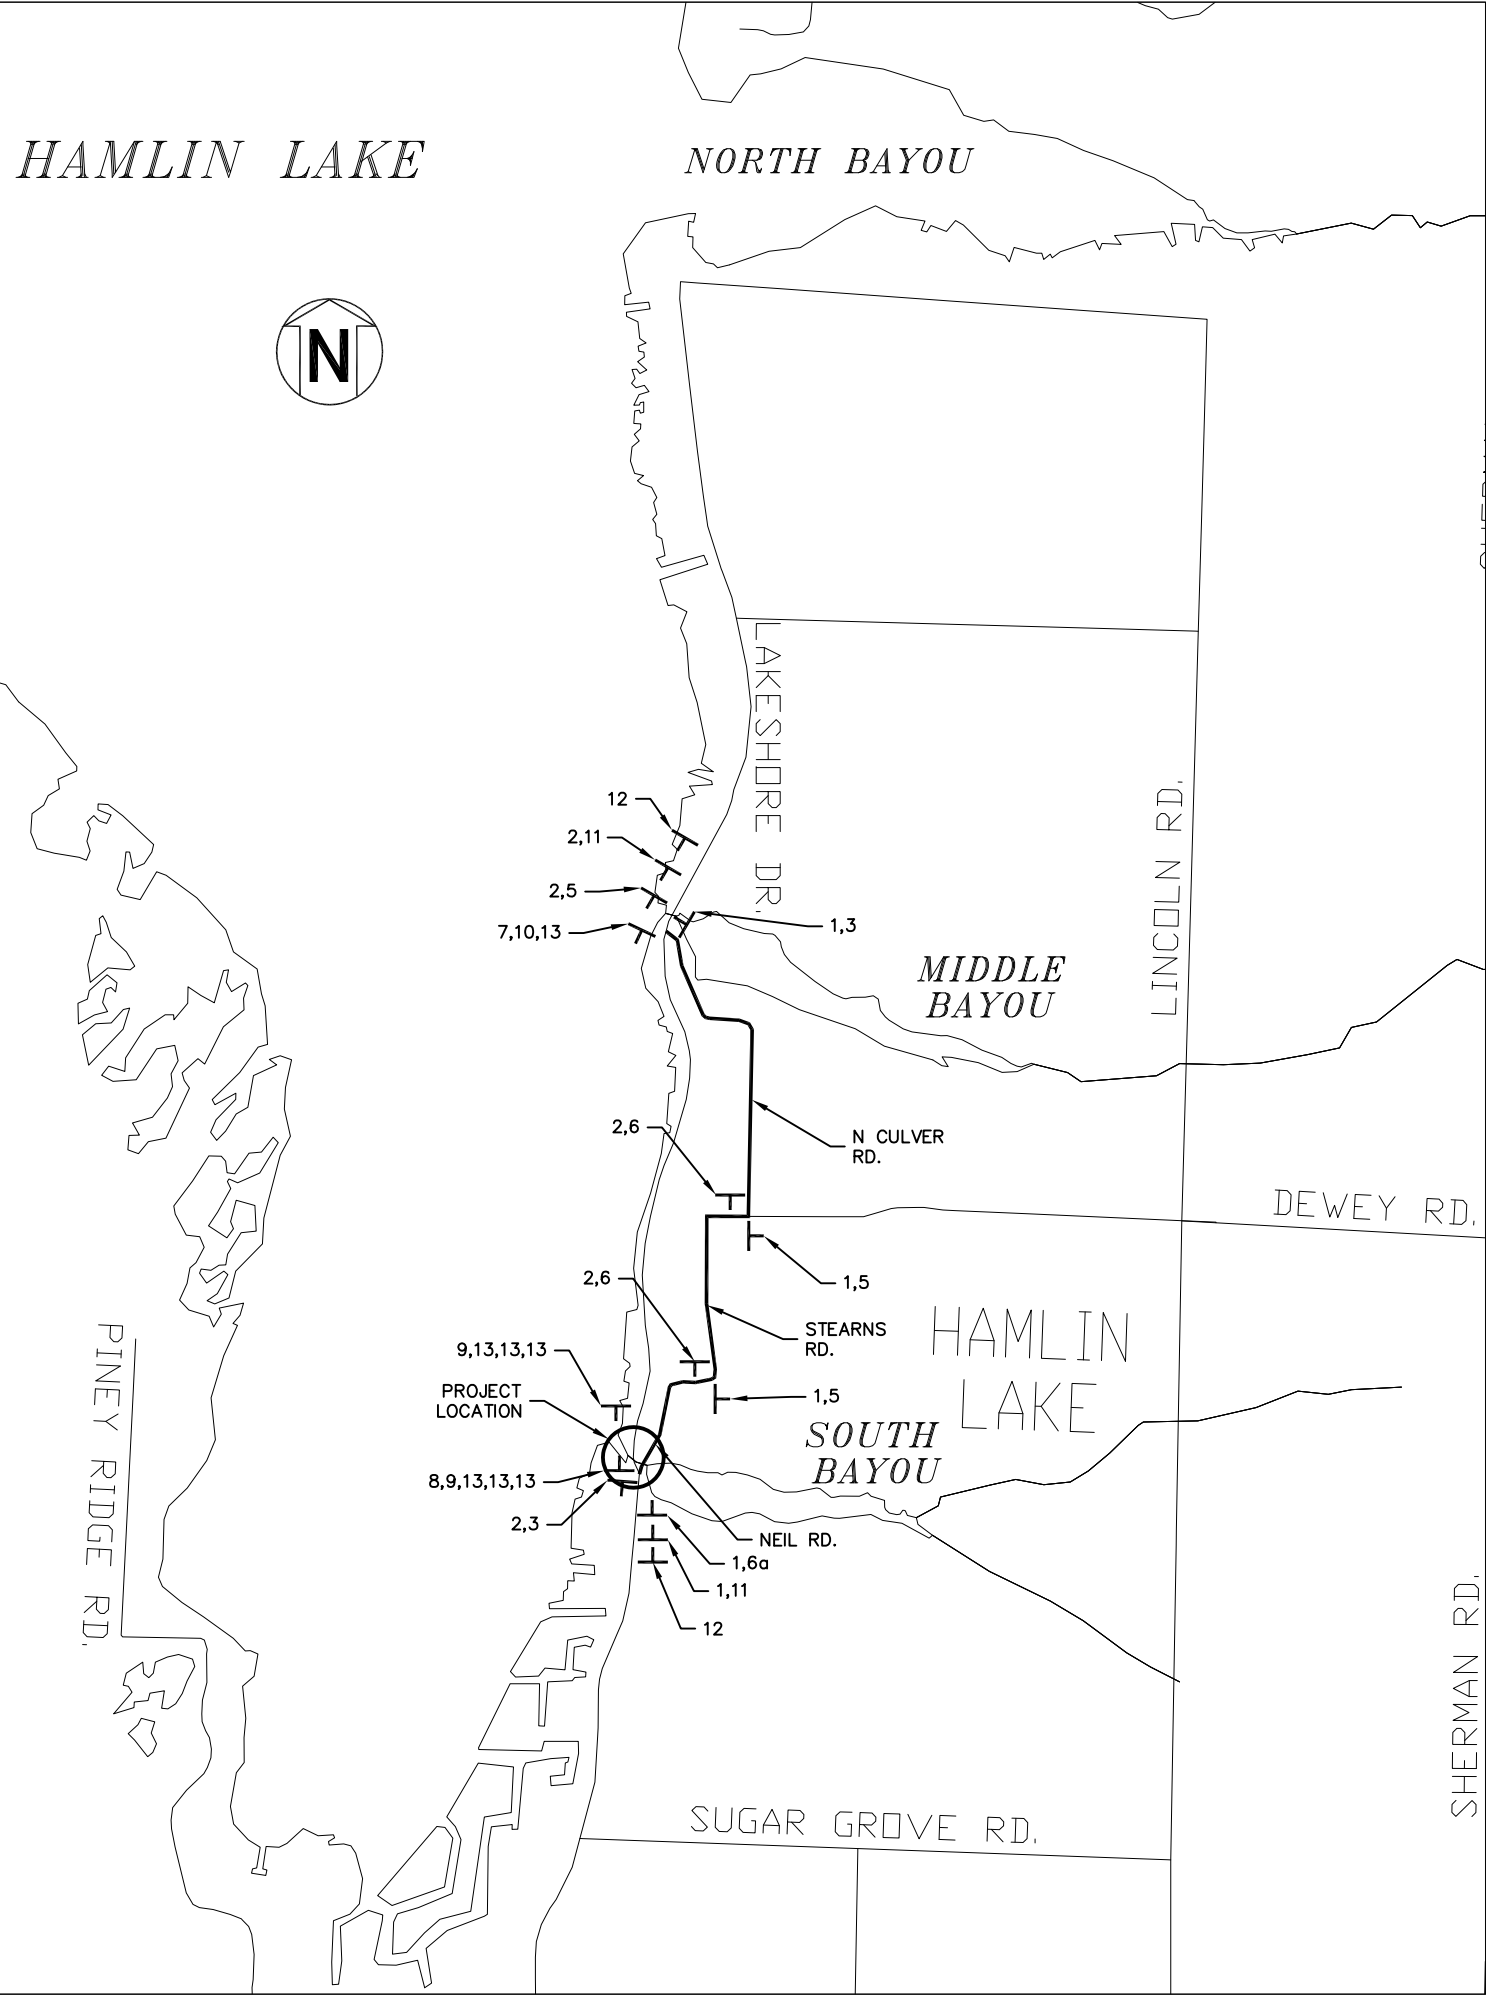 HAMLIN LAKE
NORTH BAYOU
N
LAKESHORE DR.
LINCOLN RD.
12
2,11
2,5
7,10,13
1,3
MIDDLE
BAYOU
2,6
N CULVER
RD.
DEWEY RD.
1,5
2,6
STEARNS
RD.
HAMLIN
LAKE
9,13,13,13
PROJECT
LOCATION
1,5
SOUTH
BAYOU
8,9,13,13,13
2,3
NEIL RD.
1,6a
1,11
12
PINEY RIDGE RD.
SHERMAN RD.
SUGAR GROVE RD.